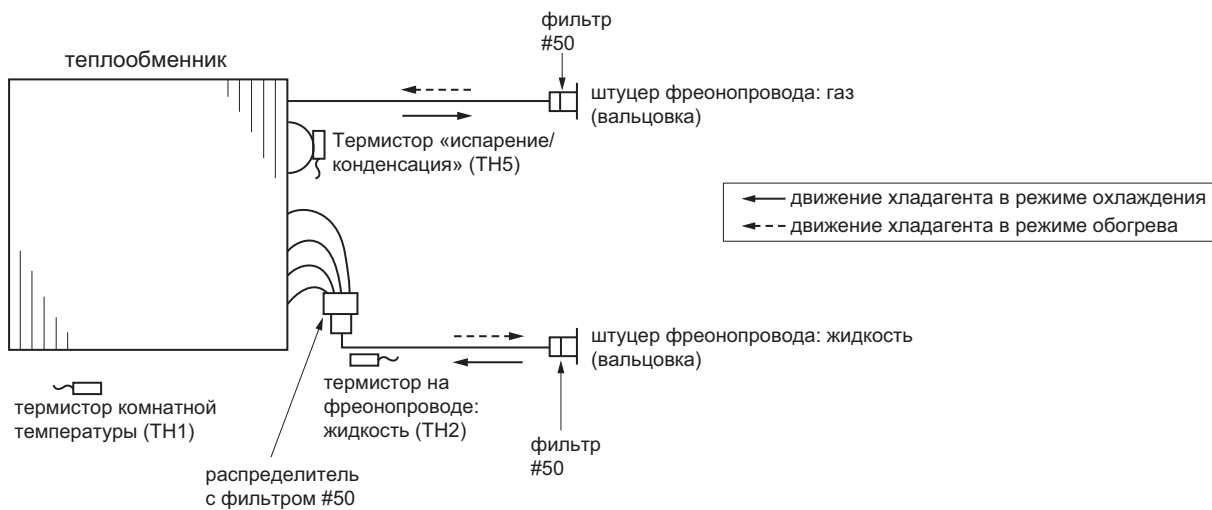 фильтр
#50
теплообменник
штуцер фреонопровода: газ
(вальцовка)
Термистор «испарение/
конденсация» (TH5)
движение хладагента в режиме охлаждения
движение хладагента в режиме обогрева
штуцер фреонопровода: жидкость
(вальцовка)
термистор комнатной
температуры (TH1)
термистор на
фреонопроводе:
жидкость (TH2)
фильтр
#50
распределитель
с фильтром #50